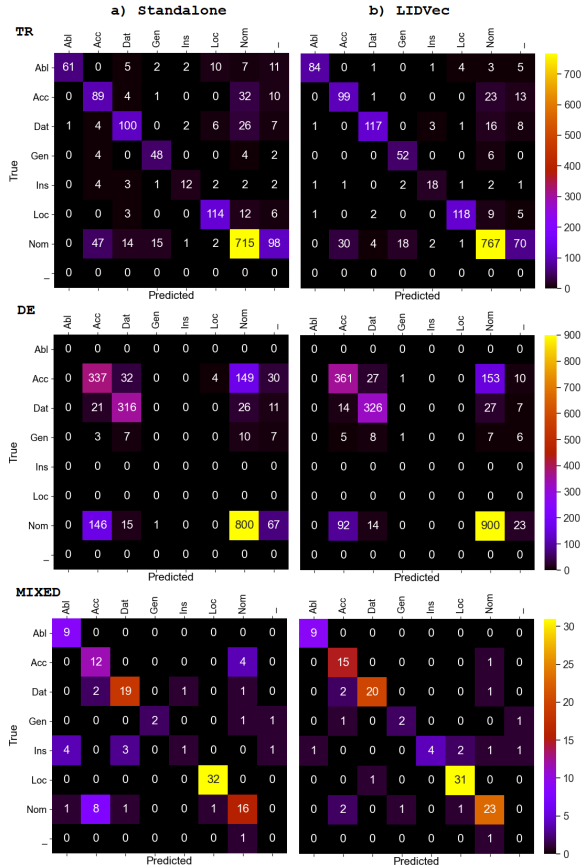 a) Standalone b) LIDVec
TR
Abl Acc Dat Gen Ins Loc Nom _ Abl Acc Dat Gen Ins Loc Nom _
Abl 61 0 5 2 2 10 7 11 84 0 1 0 1 4 3 5
Acc 0 89 4 1 0 0 32 10 0 99 1 0 0 0 23 13
Dat 1 4 100 0 2 6 26 7 1 0 117 0 3 1 16 8
Gen 0 4 0 48 0 0 4 2 0 0 0 52 0 0 6 0
Ins 0 4 3 1 12 2 2 1 1 1 0 2 18 1 2 2
Loc 0 0 3 0 0 114 12 6 1 0 2 0 0 118 9 5
Nom 0 47 14 15 1 2 715 98 0 30 4 18 2 1 767 70
_ 0 0 0 0 0 0 0 0 0 0 0 0 0 0 0 0
True
Predicted Predicted
700
600
500
400
300
200
100
0
DE
Abl Acc Dat Gen Ins Loc Nom _ Abl Acc Dat Gen Ins Loc Nom _
Abl 0 0 0 0 0 0 0 0 0 0 0 0 0 0 0 0
Acc 0 337 32 0 0 4 149 30 0 361 27 1 0 0 153 10
Dat 0 21 316 0 0 0 26 11 0 14 326 0 0 0 27 7
Gen 0 3 7 0 0 0 10 7 0 5 8 1 0 0 7 6
Ins 0 0 0 0 0 0 0 0 0 0 0 0 0 0 0 0
Loc 0 0 0 0 0 0 0 0 0 0 0 0 0 0 0 0
Nom 0 146 15 1 0 0 800 67 0 92 14 0 0 0 900 23
_ 0 0 0 0 0 0 0 0 0 0 0 0 0 0 0 0
True
Predicted Predicted
900
800
700
600
500
400
300
200
100
0
MIXED
Abl Acc Dat Gen Ins Loc Nom _ Abl Acc Dat Gen Ins Loc Nom _
Abl 9 0 0 0 0 0 0 0 9 0 0 0 0 0 0 0
Acc 0 12 0 0 0 0 4 0 0 15 0 0 0 0 1 0
Dat 0 2 19 0 1 0 1 0 0 2 20 0 0 0 1 0
Gen 0 0 0 2 0 0 1 1 0 1 0 2 0 0 0 1
Ins 4 0 3 0 1 0 0 1 1 0 0 0 4 2 1 1
Loc 0 0 0 0 0 32 0 0 0 0 1 0 0 31 0 0
Nom 1 8 1 0 0 1 16 0 0 2 0 1 0 1 23 0
_ 0 0 0 0 0 0 1 0 0 0 0 0 0 0 1 0
True
Predicted Predicted
30
25
20
15
10
5
0